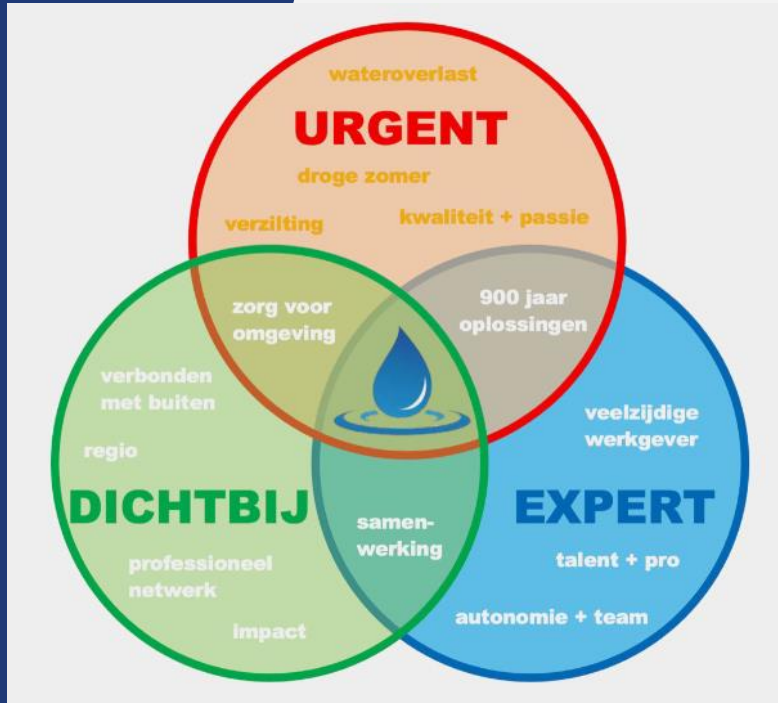 wateroverlast
URGENT
droge zomer
verzilting
kwaliteit + passie
zorg voor
omgeving
900 jaar
oplossingen
verbonden
met buiten
regio
DICHTBIJ
professioneel
netwerk
impact
samen-
werking
veelzijdige
werkgever
EXPERT
talent + pro
autonomie + team